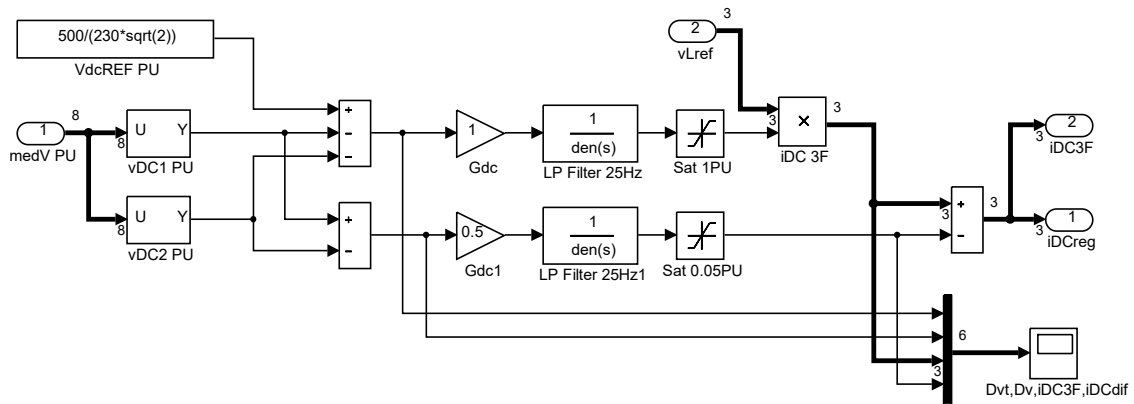 500/(230*sqrt(2))
VdcREF PU
3
2
vLref
8
1
medV PU
8
U Y
vDC1 PU
8
U Y
vDC2 PU
+
-
-
+
-
1
Gdc
1
den(s)
LP Filter 25Hz
Sat 1PU
3
×
iDC 3F
3
0.5
Gdc1
1
den(s)
LP Filter 25Hz1
Sat 0.05PU
3
+
-
3
3
2
iDC3F
3
1
iDCreg
3
6
Dvt,Dv,iDC3F,iDCdif